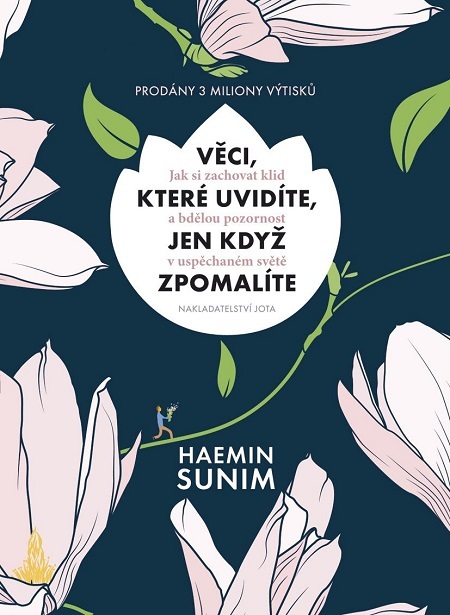 PRODÁNY 3 MILIONY VÝTISKŮ
VĚCI,
Jak si zachovat klid
KTERÉ UVIDÍTE,
a bdělou pozornost
JEN KDYŽ
v uspěchaném světě
ZPOMALÍTE
NAKLADATELSTVÍ JOTA
HAEMIN
SUNIM